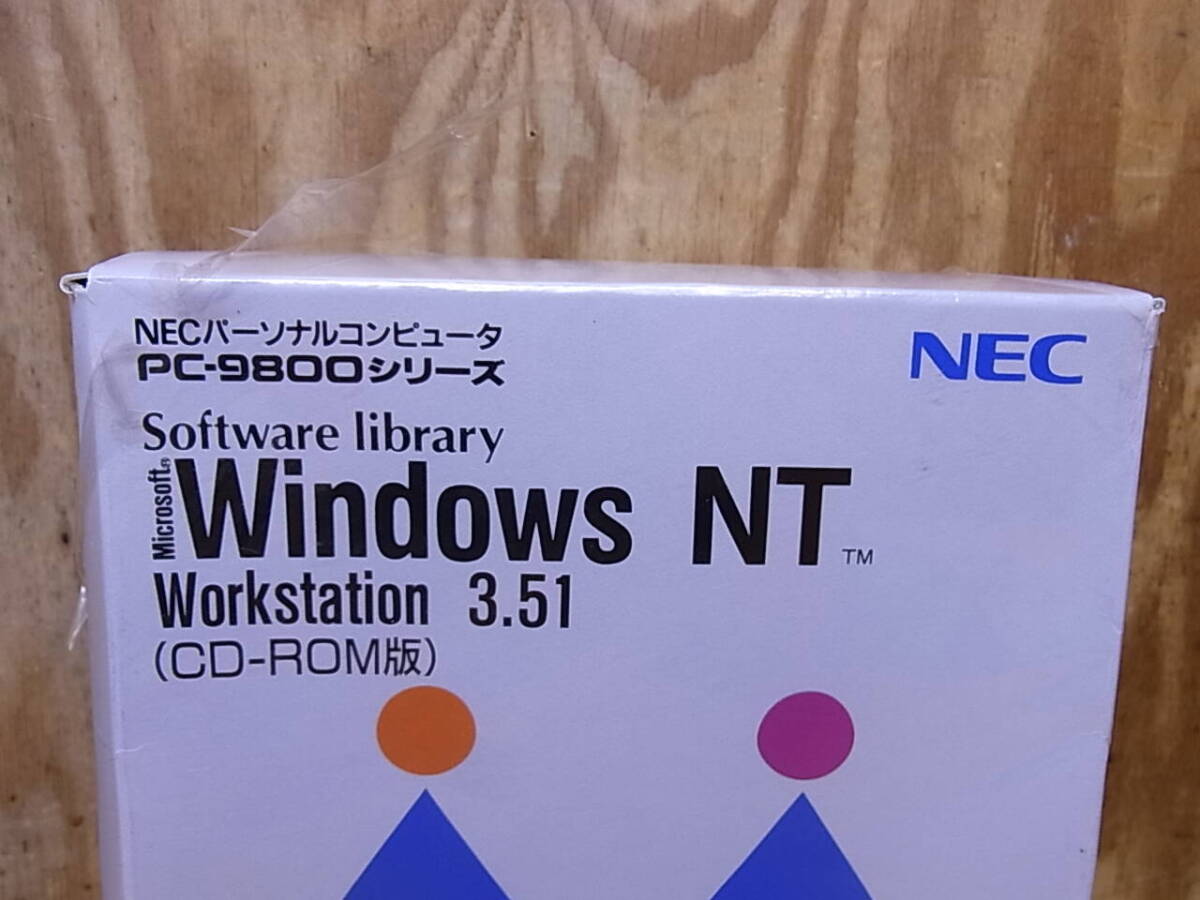 NECパーソナルコンピュータ
PC-9800シリーズ
NEC
Software library
Microsoft® Windows NT™
Workstation 3.51
(CD-ROM版)